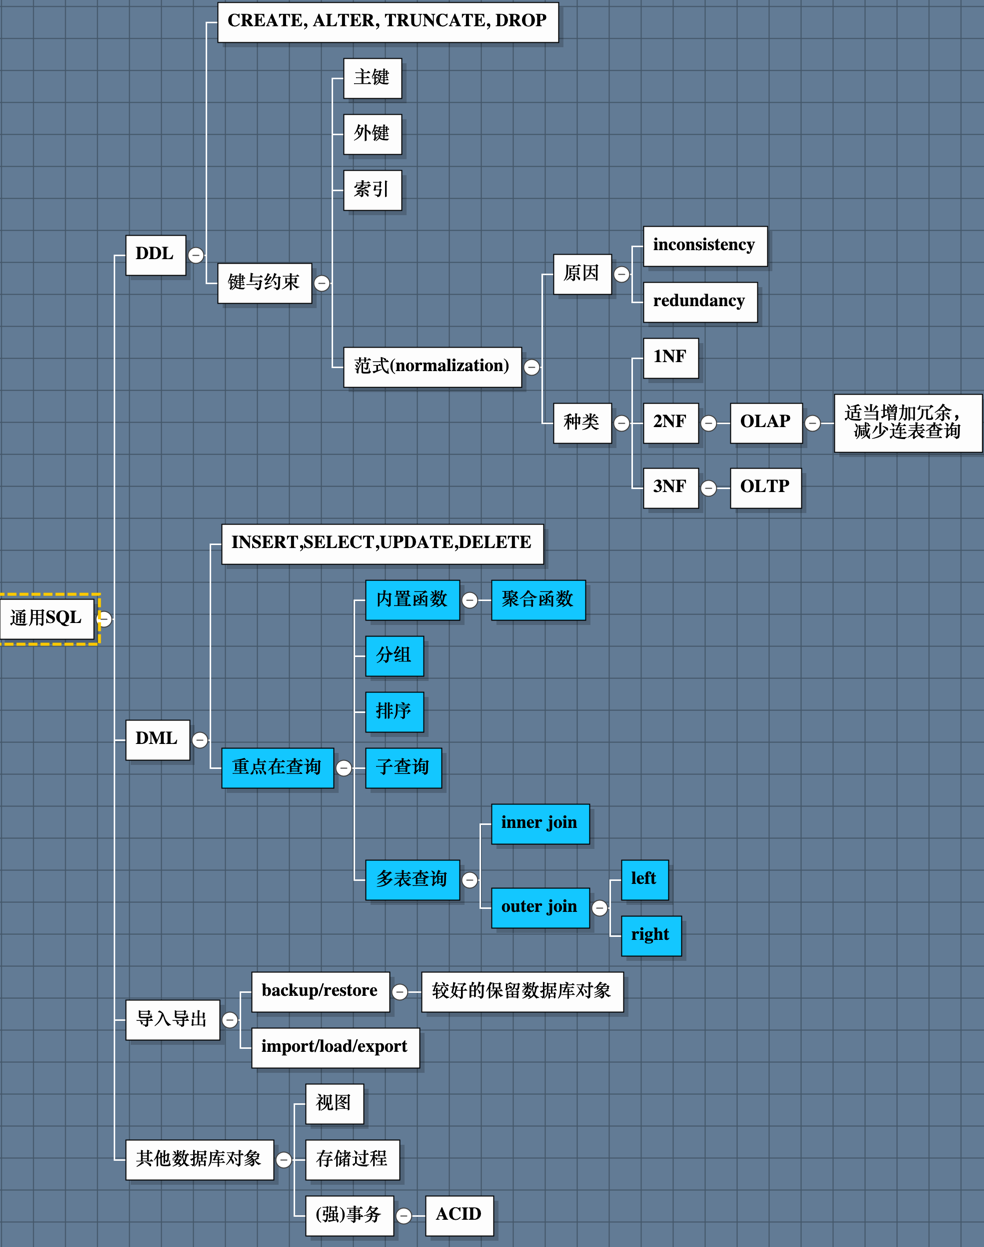 CREATE, ALTER, TRUNCATE, DROP
主键
外键
索引
DDL
键与约束
原因
inconsistency
redundancy
范式(normalization)
1NF
种类
2NF
OLAP
适当增加冗余，
减少连表查询
3NF
OLTP
INSERT,SELECT,UPDATE,DELETE
通用SQL
内置函数
聚合函数
分组
排序
DML
重点在查询
子查询
inner join
多表查询
left
outer join
right
backup/restore
较好的保留数据库对象
导入导出
import/load/export
视图
其他数据库对象
存储过程
(强)事务
ACID